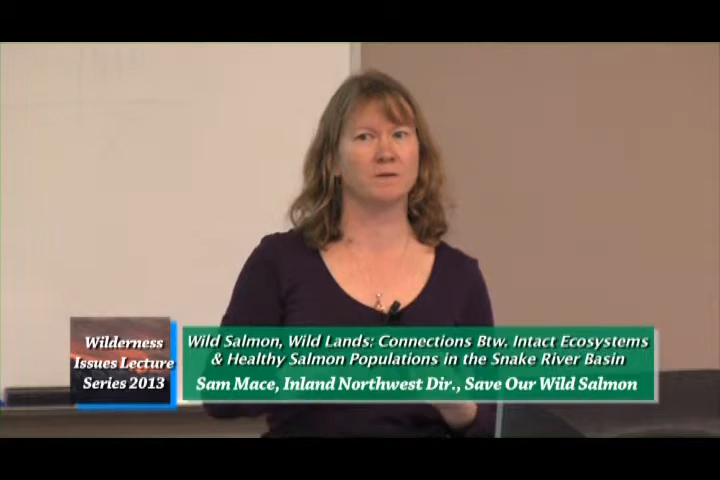 Wilderness
Issues Lecture
Series 2013
Wild Salmon, Wild Lands: Connections Btw. Intact Ecosystems
& Healthy Salmon Populations in the Snake River Basin
Sam Mace, Inland Northwest Dir., Save Our Wild Salmon